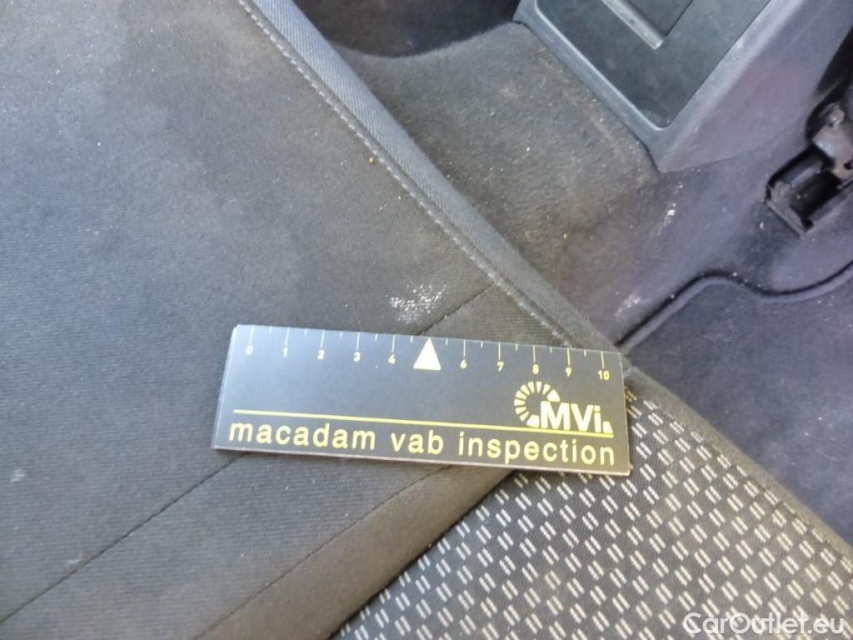 0 1 2 3 4 6 7 8 9 10
MVi
macadam vab inspection
CarOutlet.eu